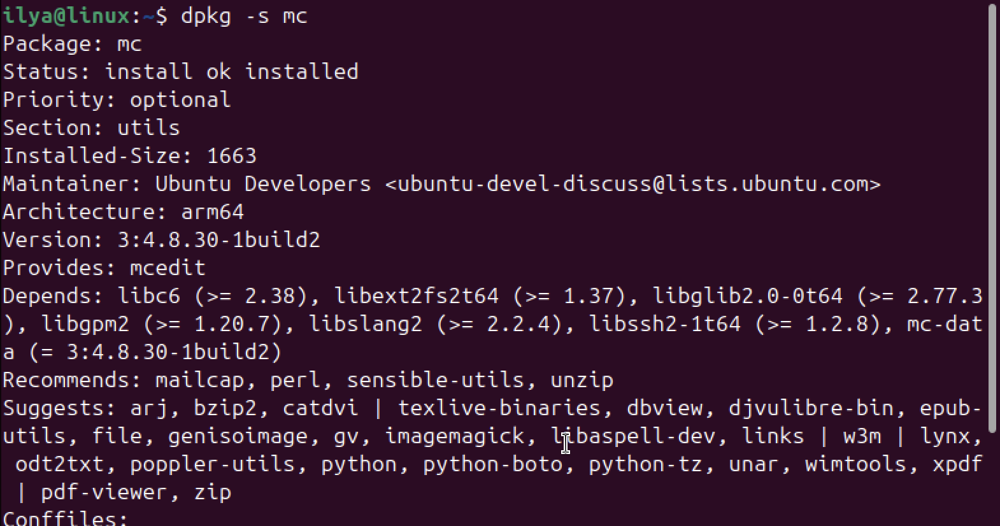 ilya@linux:~$ dpkg -s mc
Package: mc
Status: install ok installed
Priority: optional
Section: utils
Installed-Size: 1663
Maintainer: Ubuntu Developers <ubuntu-devel-discuss@lists.ubuntu.com>
Architecture: arm64
Version: 3:4.8.30-1build2
Provides: mcedit
Depends: libc6 (>= 2.38), libext2fs2t64 (>= 1.37), libglib2.0-0t64 (>= 2.77.3
), libgpm2 (>= 1.20.7), libslang2 (>= 2.2.4), libssh2-1t64 (>= 1.2.8), mc-dat
a (= 3:4.8.30-1build2)
Recommends: mailcap, perl, sensible-utils, unzip
Suggests: arj, bzip2, catdvi | texlive-binaries, dbview, djvulibre-bin, epub-
utils, file, genisoimage, gv, imagemagick, libaspell-dev, links | w3m | lynx,
 odt2txt, poppler-utils, python, python-boto, python-tz, unar, wimtools, xpdf
 | pdf-viewer, zip
Conffiles: